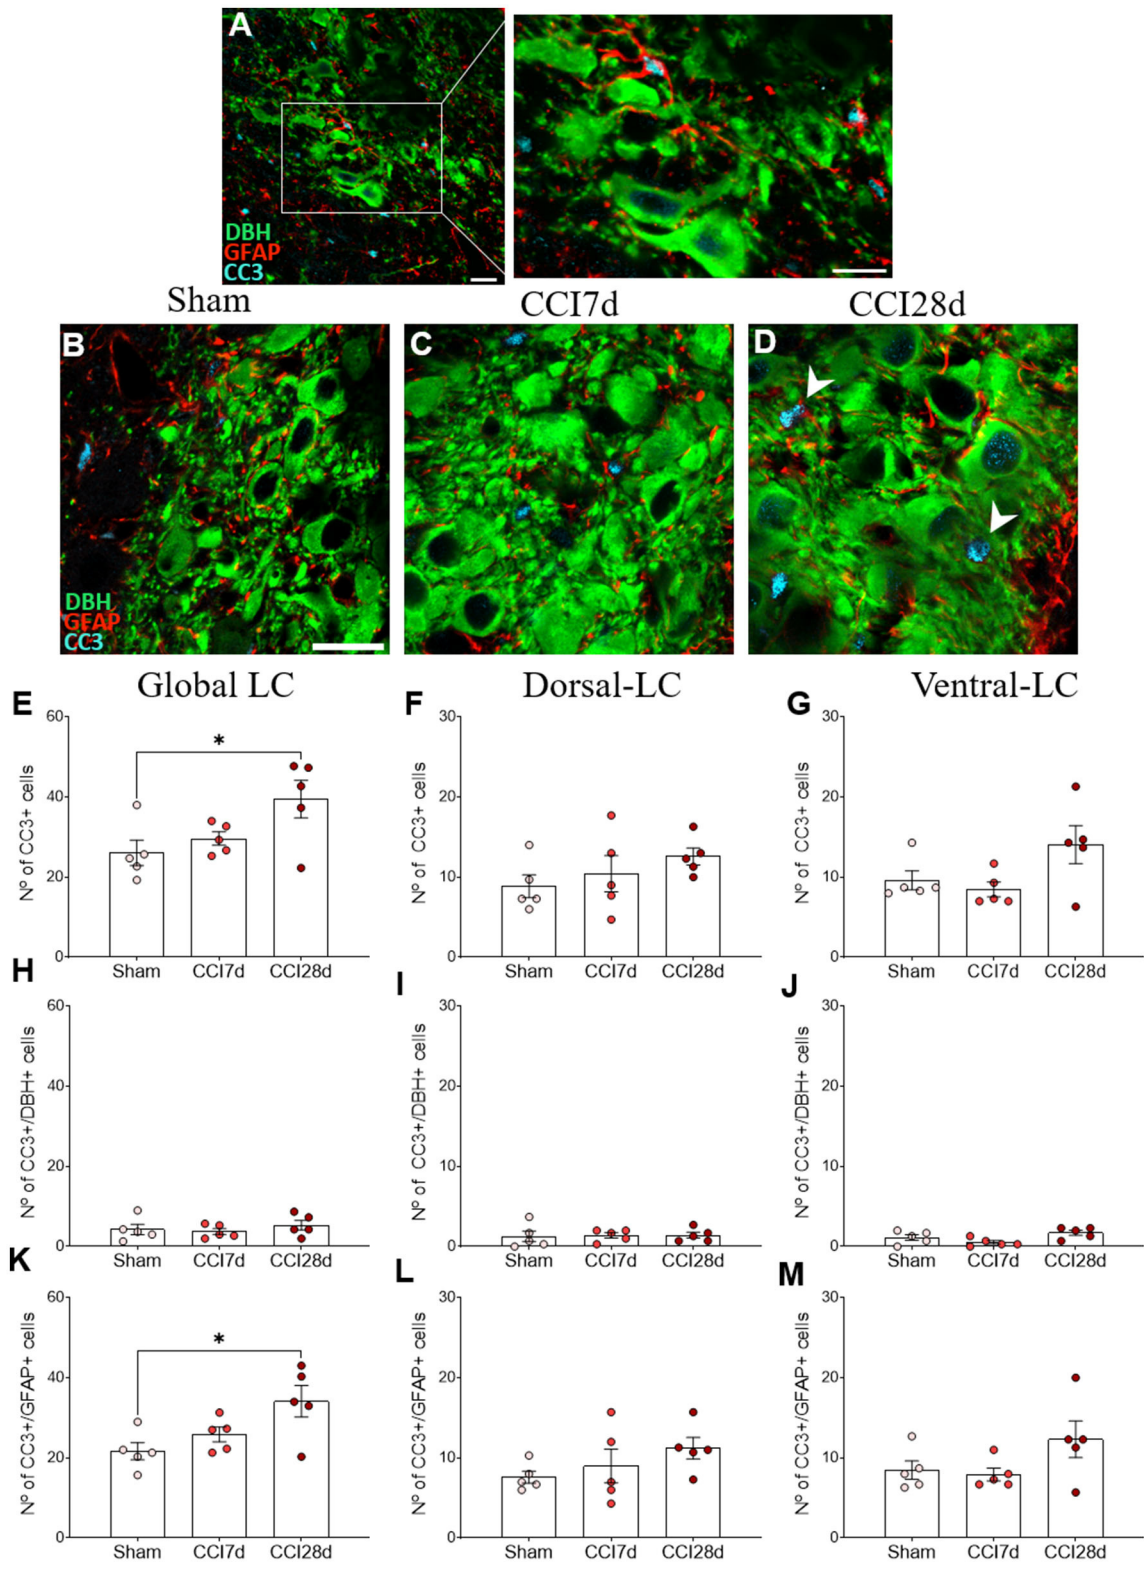 A
DBH
GFAP
CC3
Sham
CCI7d
CCI28d
B
C
D
DBH
GFAP
CC3
Global LC
Dorsal-LC
Ventral-LC
E
Nº of CC3+ cells
60
40
20
0
*
Sham
CCI7d
CCI28d
F
Nº of CC3+ cells
30
20
10
0
Sham
CCI7d
CCI28d
G
Nº of CC3+ cells
30
20
10
0
Sham
CCI7d
CCI28d
H
Nº of CC3+/DBH+ cells
60
40
20
0
Sham
CCI7d
CCI28d
I
Nº of CC3+/DBH+ cells
30
20
10
0
Sham
CCI7d
CCI28d
J
Nº of CC3+/DBH+ cells
30
20
10
0
Sham
CCI7d
CCI28d
K
Nº of CC3+/GFAP+ cells
60
40
20
0
*
Sham
CCI7d
CCI28d
L
Nº of CC3+/GFAP+ cells
30
20
10
0
Sham
CCI7d
CCI28d
M
Nº of CC3+/GFAP+ cells
30
20
10
0
Sham
CCI7d
CCI28d